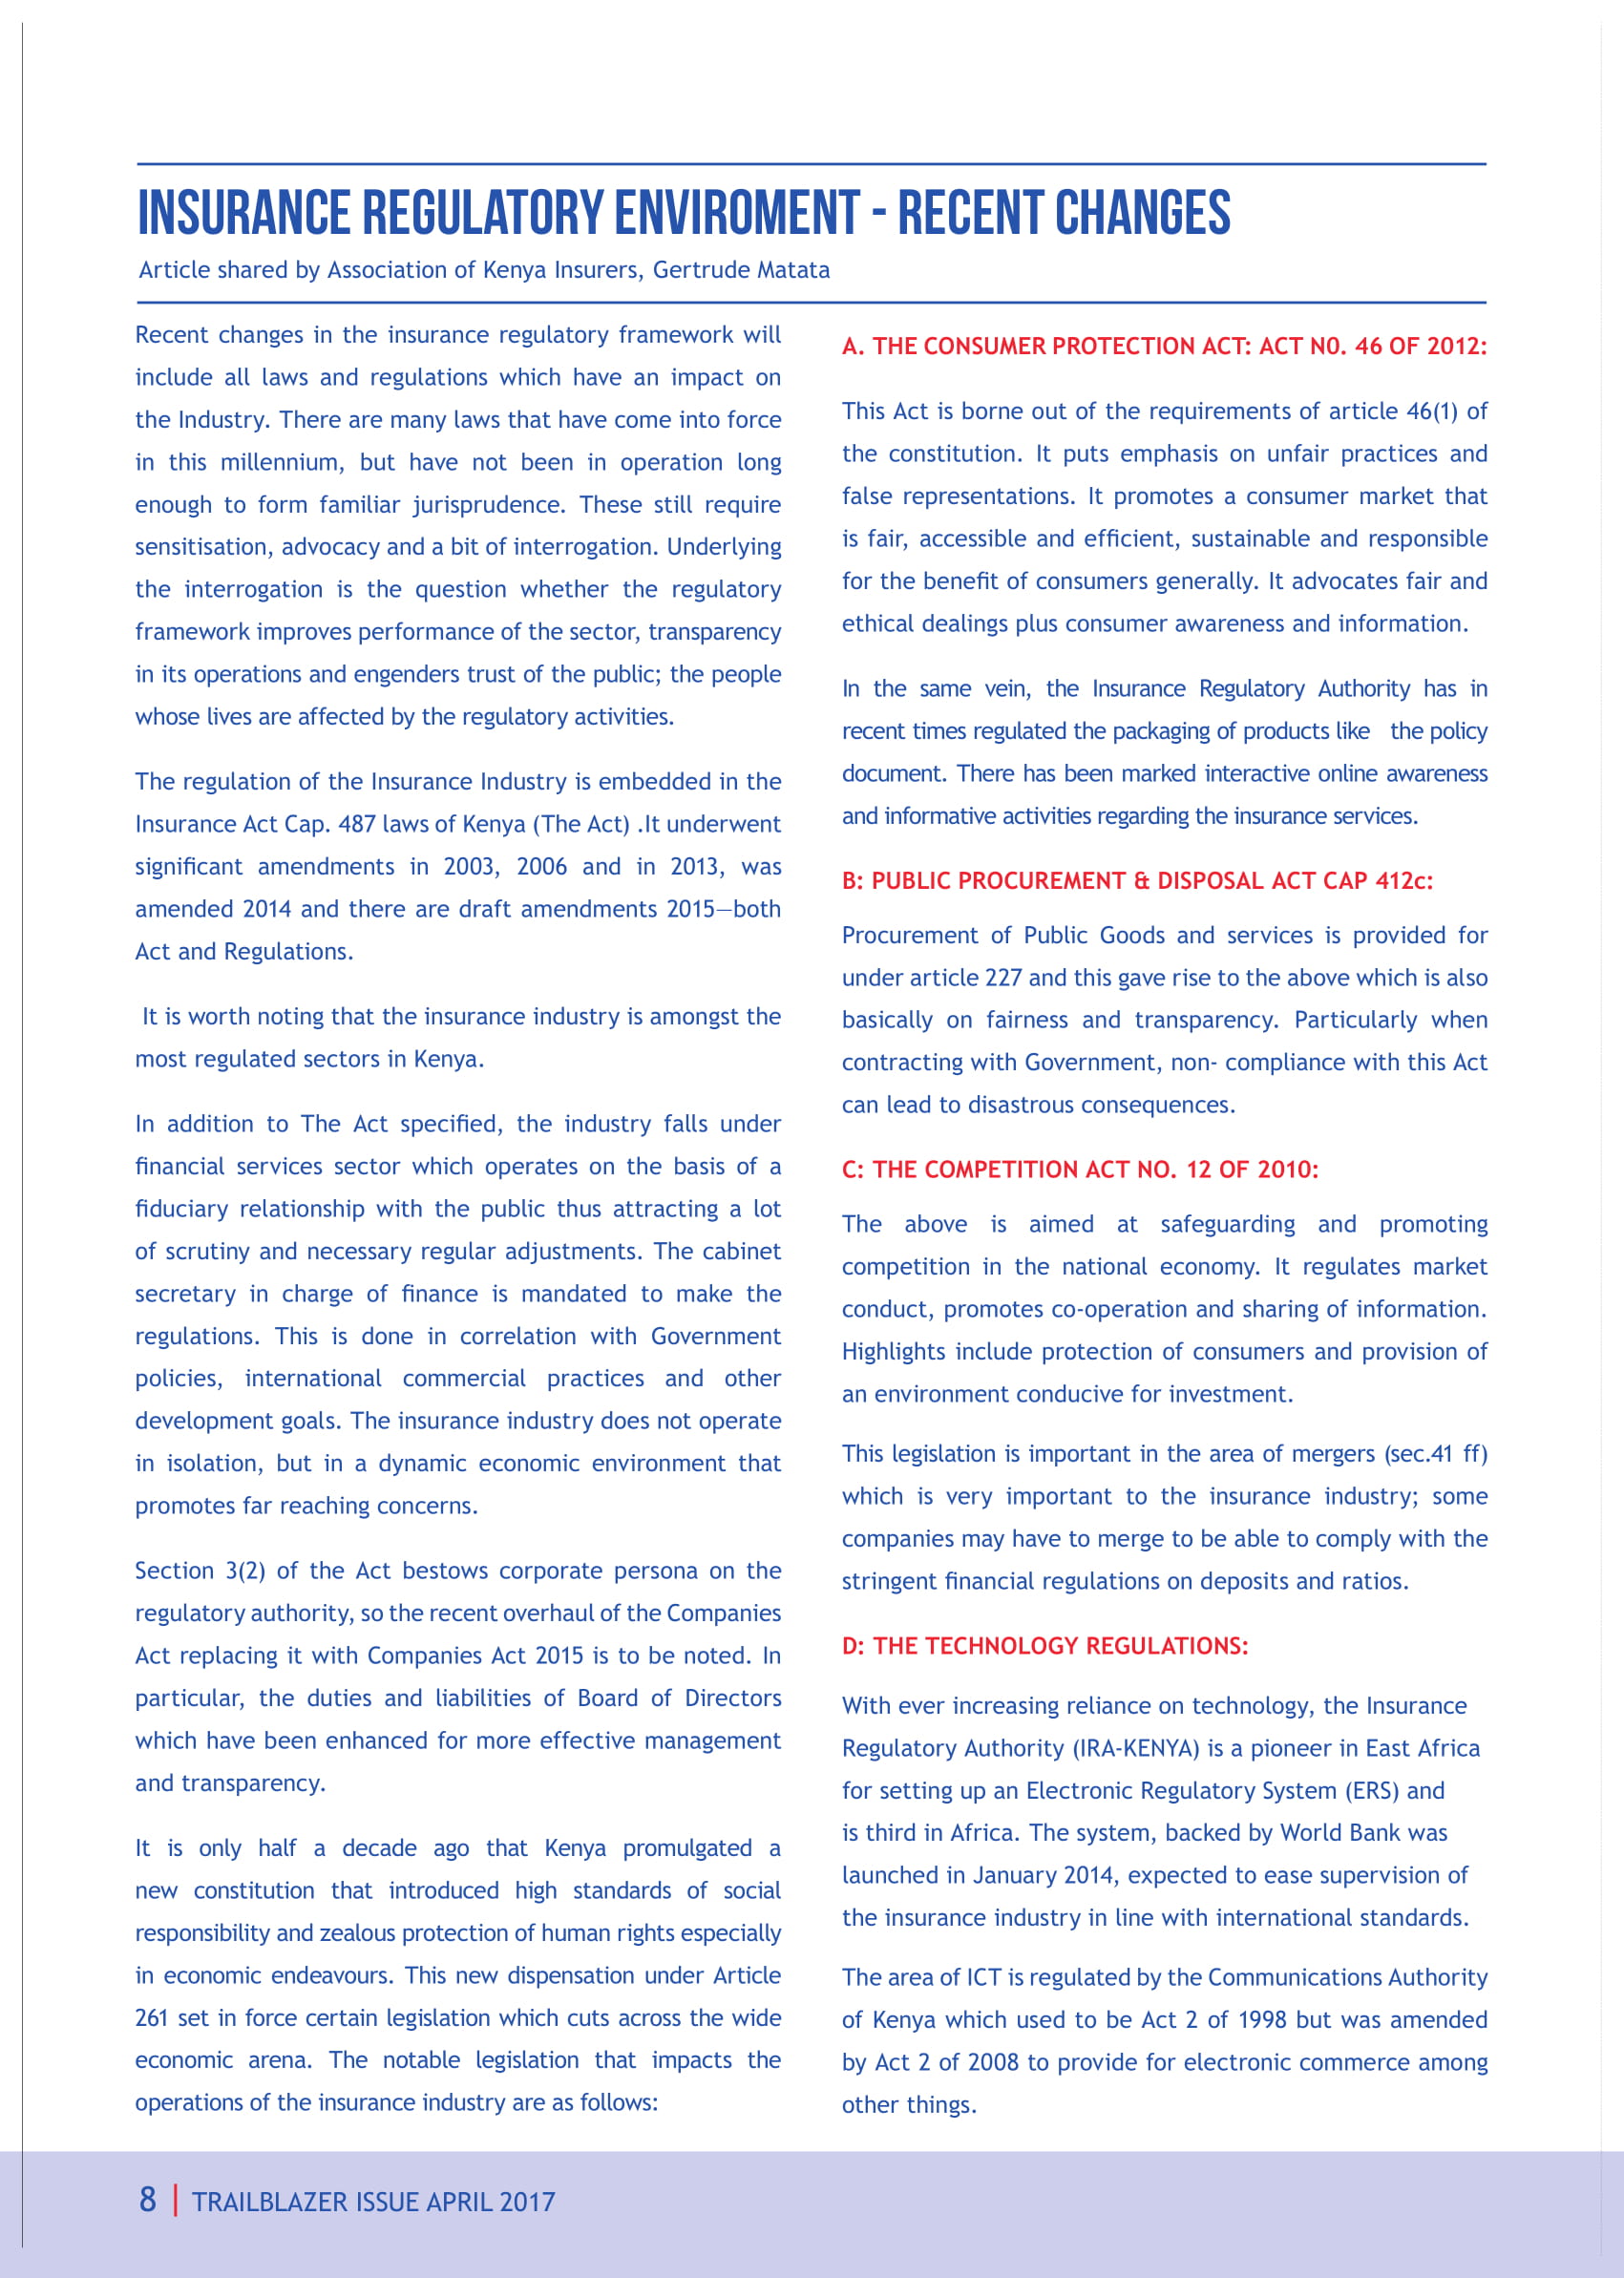 INSURANCE REGULATORY ENVIROMENT - RECENT CHANGES
Article shared by Association of Kenya Insurers, Gertrude Matata
Recent changes in the insurance regulatory framework will
include all laws and regulations which have an impact on
the Industry. There are many laws that have come into force
in this millennium, but have not been in operation long
enough to form familiar jurisprudence. These still require
sensitisation, advocacy and a bit of interrogation. Underlying
the interrogation is the question whether the regulatory
framework improves performance of the sector, transparency
in its operations and engenders trust of the public; the people
whose lives are affected by the regulatory activities.
The regulation of the Insurance Industry is embedded in the
Insurance Act Cap. 487 laws of Kenya (The Act) .It underwent
significant amendments in 2003, 2006 and in 2013, was
amended 2014 and there are draft amendments 2015—both
Act and Regulations.
It is worth noting that the insurance industry is amongst the
most regulated sectors in Kenya.
In addition to The Act specified, the industry falls under
financial services sector which operates on the basis of a
fiduciary relationship with the public thus attracting a lot
of scrutiny and necessary regular adjustments. The cabinet
secretary in charge of finance is mandated to make the
regulations. This is done in correlation with Government
policies, international commercial practices and other
development goals. The insurance industry does not operate
in isolation, but in a dynamic economic environment that
promotes far reaching concerns.
Section 3(2) of the Act bestows corporate persona on the
regulatory authority, so the recent overhaul of the Companies
Act replacing it with Companies Act 2015 is to be noted. In
particular, the duties and liabilities of Board of Directors
which have been enhanced for more effective management
and transparency.
It is only half a decade ago that Kenya promulgated a
new constitution that introduced high standards of social
responsibility and zealous protection of human rights especially
in economic endeavours. This new dispensation under Article
261 set in force certain legislation which cuts across the wide
economic arena. The notable legislation that impacts the
operations of the insurance industry are as follows:
A. THE CONSUMER PROTECTION ACT: ACT N0. 46 OF 2012:
This Act is borne out of the requirements of article 46(1) of
the constitution. It puts emphasis on unfair practices and
false representations. It promotes a consumer market that
is fair, accessible and efficient, sustainable and responsible
for the benefit of consumers generally. It advocates fair and
ethical dealings plus consumer awareness and information.
In the same vein, the Insurance Regulatory Authority has in
recent times regulated the packaging of products like the policy
document. There has been marked interactive online awareness
and informative activities regarding the insurance services.
B: PUBLIC PROCUREMENT & DISPOSAL ACT CAP 412c:
Procurement of Public Goods and services is provided for
under article 227 and this gave rise to the above which is also
basically on fairness and transparency. Particularly when
contracting with Government, non- compliance with this Act
can lead to disastrous consequences.
C: THE COMPETITION ACT NO. 12 OF 2010:
The above is aimed at safeguarding and promoting
competition in the national economy. It regulates market
conduct, promotes co-operation and sharing of information.
Highlights include protection of consumers and provision of
an environment conducive for investment.
This legislation is important in the area of mergers (sec.41 ff)
which is very important to the insurance industry; some
companies may have to merge to be able to comply with the
stringent financial regulations on deposits and ratios.
D: THE TECHNOLOGY REGULATIONS:
With ever increasing reliance on technology, the Insurance
Regulatory Authority (IRA-KENYA) is a pioneer in East Africa
for setting up an Electronic Regulatory System (ERS) and
is third in Africa. The system, backed by World Bank was
launched in January 2014, expected to ease supervision of
the insurance industry in line with international standards.
The area of ICT is regulated by the Communications Authority
of Kenya which used to be Act 2 of 1998 but was amended
by Act 2 of 2008 to provide for electronic commerce among
other things.
8 | TRAILBLAZER ISSUE APRIL 2017